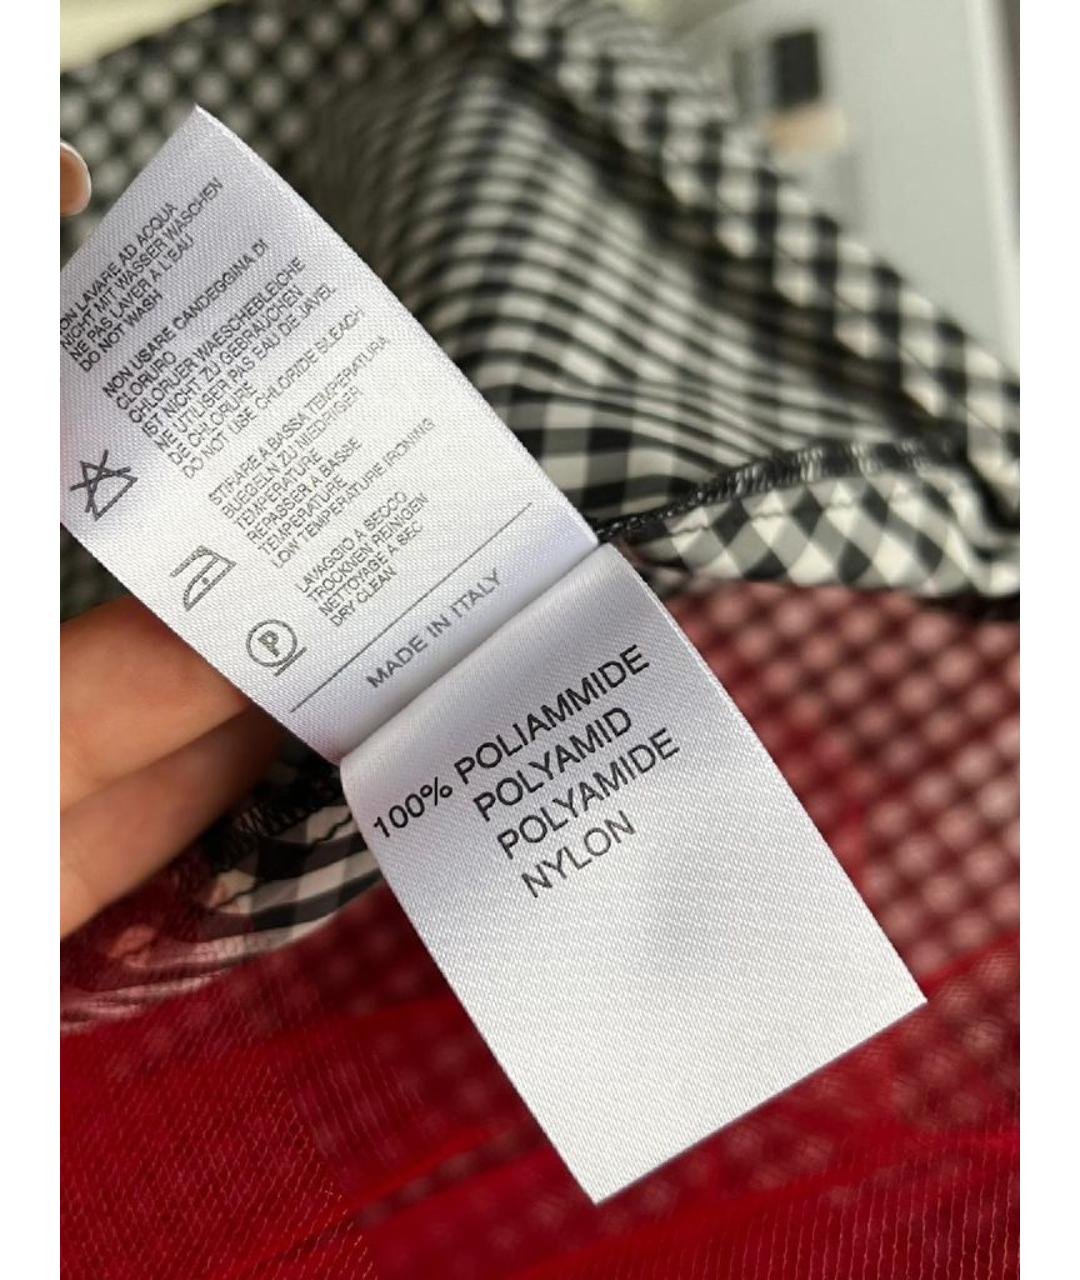 NON LAVARE AD ACQUA
NICHT MIT WASSER WASCHEN
NE PAS LAVER A L'EAU
DO NOT WASH
NON USARE CANDEGGINA DI
CLORURO
CHLORUER WAESCHEBLEICHE
IST NICHT ZU GEBRAUCHEN
NE UTILISER PAS EAU DE JAVEL
DE CHLORURE
DO NOT USE CHLORIDE BLEACH
STIRARE A BASSA TEMPERATURA
BUEGELN ZU NIEDRIGER
TEMPERATURE
REPASSER A BASSE
TEMPERATURE
LOW TEMPERATURE IRONING
LAVAGGIO A SECCO
TROCKNEN REINIGEN
NETTOYAGE A SEC
DRY CLEAN
P
MADE IN ITALY
100% POLIAMMIDE
POLYAMID
POLYAMIDE
NYLON